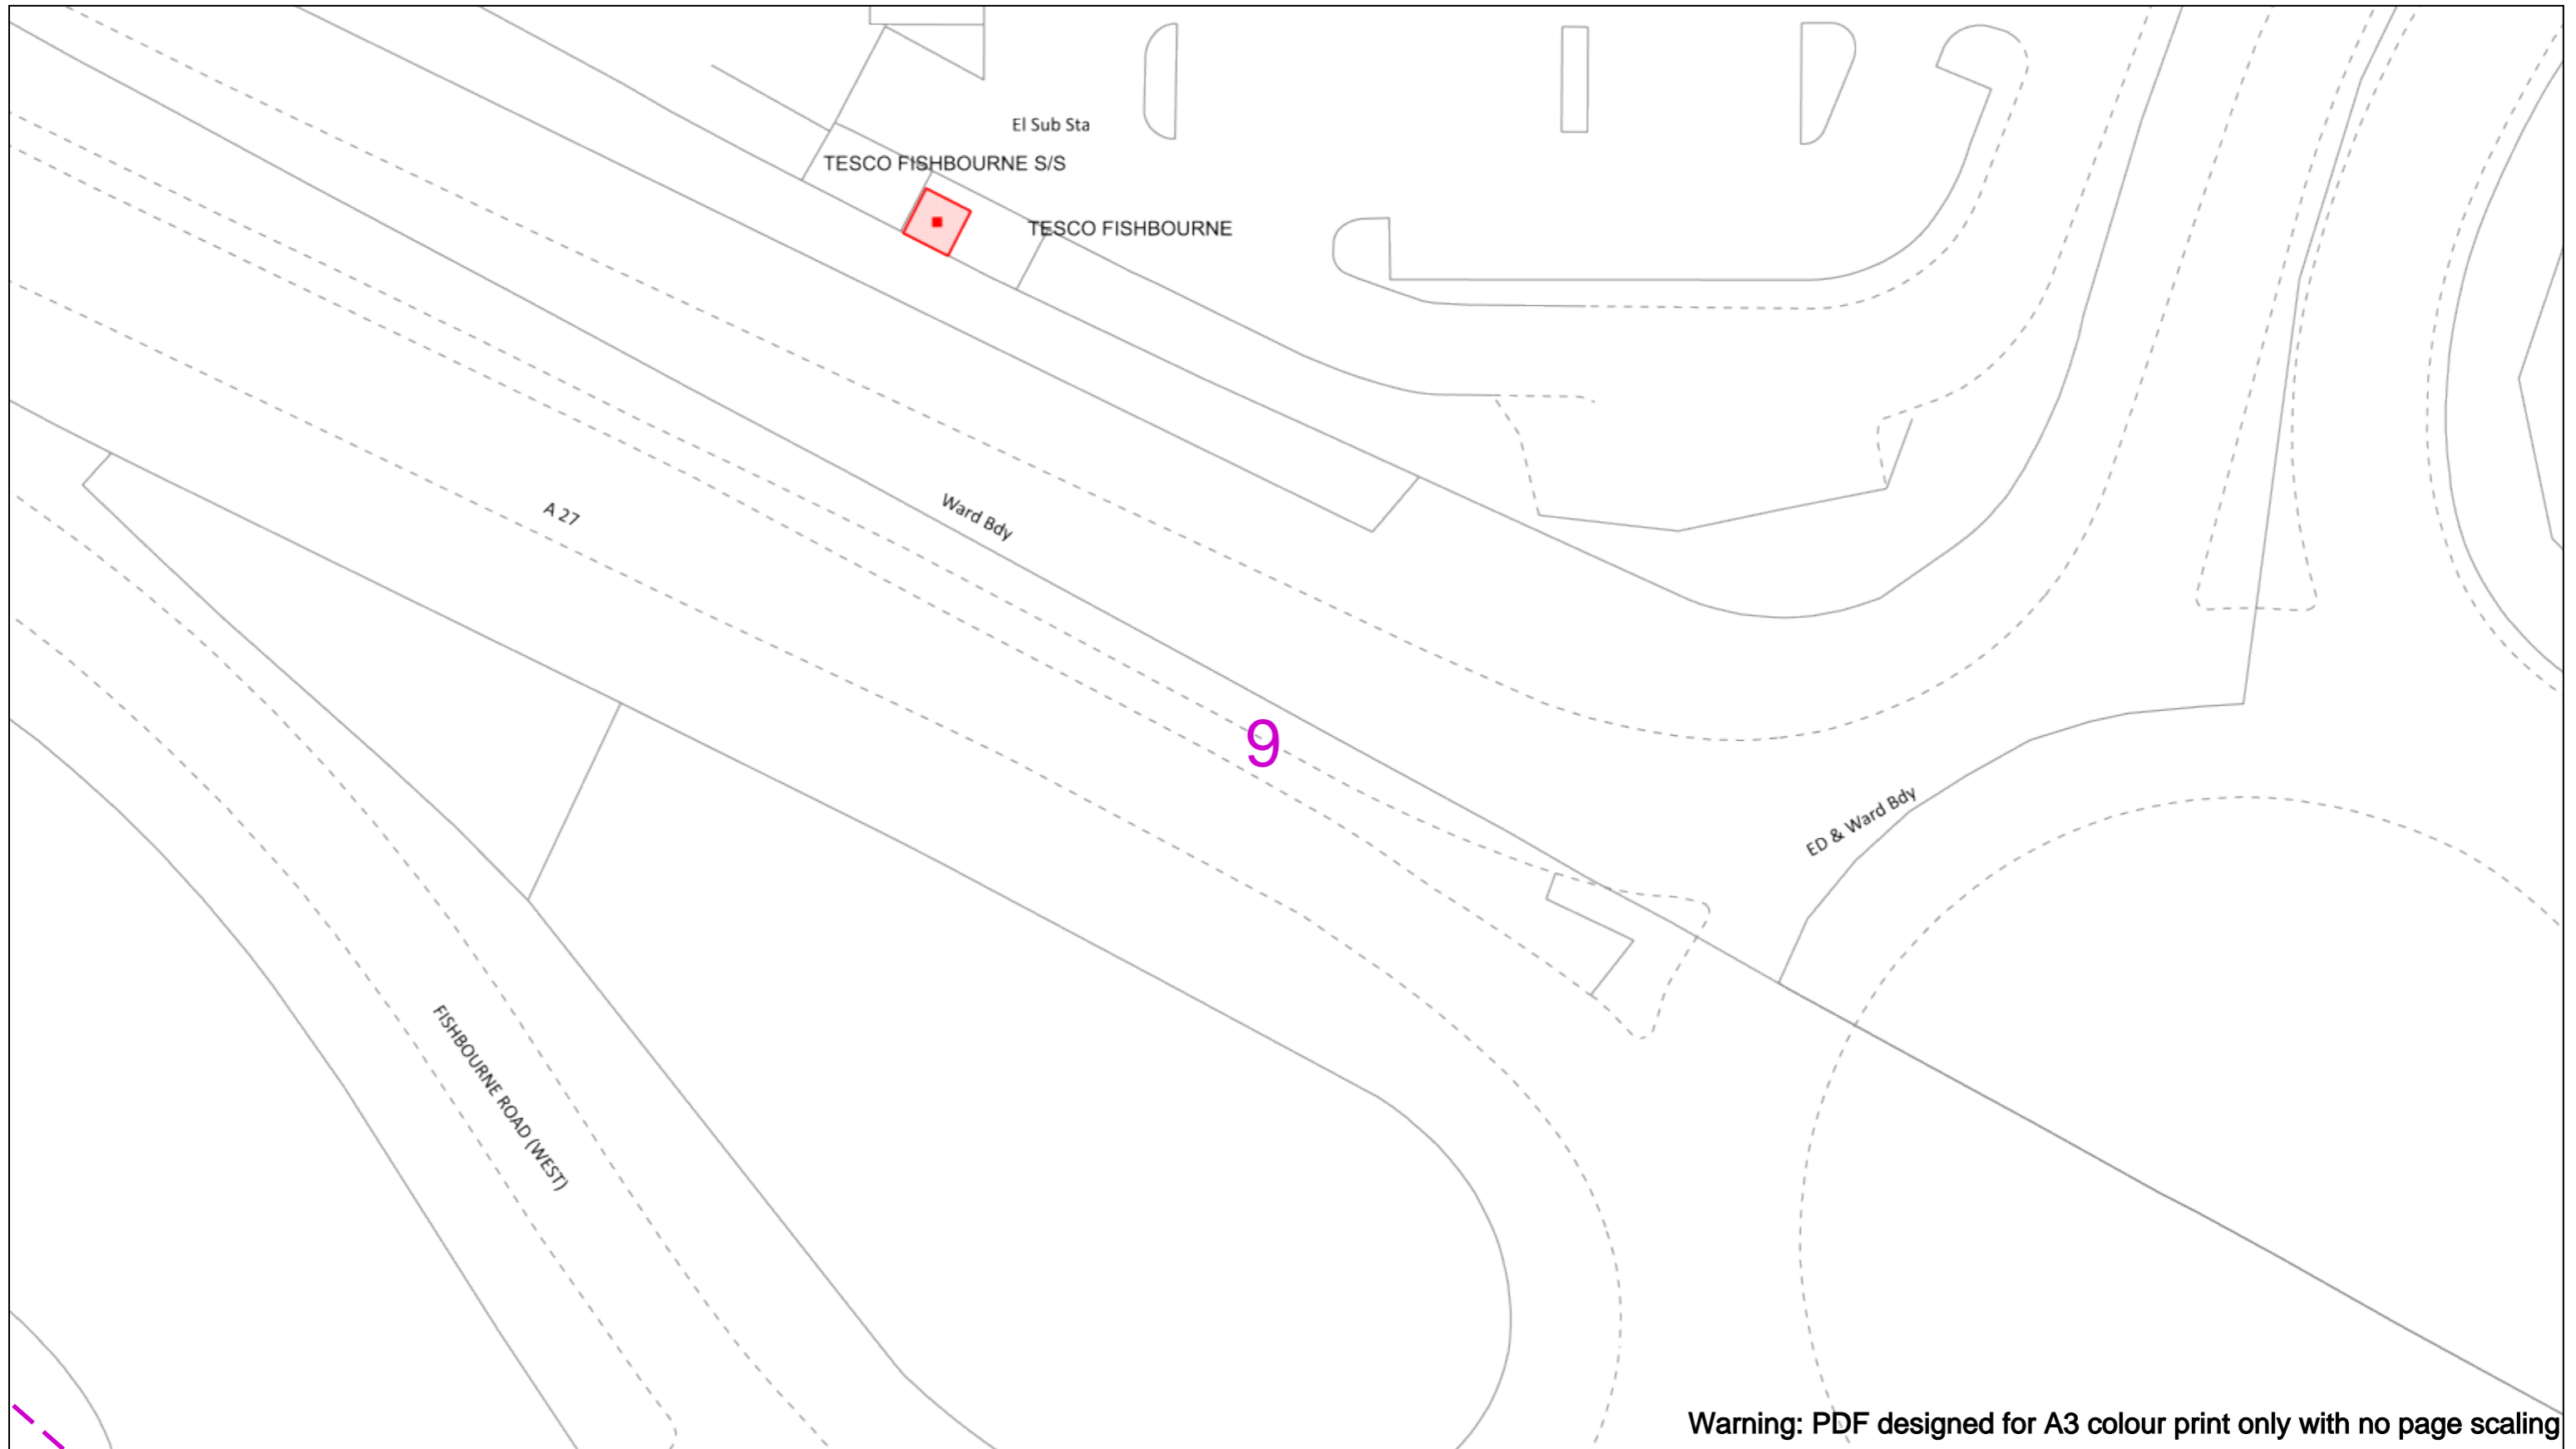 El Sub Sta
TESCO FISHBOURNE S/S
TESCO FISHBOURNE
A 27
Ward Bdy
9
ED & Ward Bdy
FISHBOURNE ROAD (WEST)
Warning: PDF designed for A3 colour print only with no page scaling